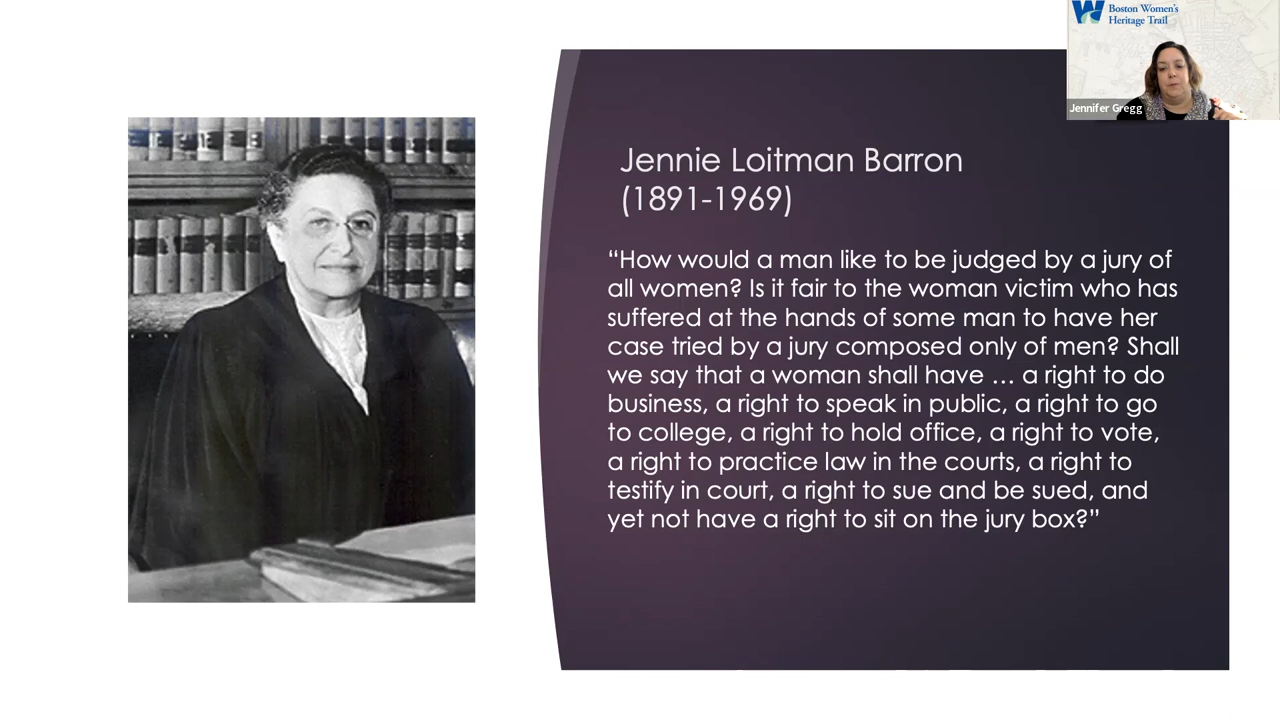 Boston Women's
Heritage Trail
Jennifer Gregg
Jennie Loitman Barron
(1891-1969)
“How would a man like to be judged by a jury of
all women? Is it fair to the woman victim who has
suffered at the hands of some man to have her
case tried by a jury composed only of men? Shall
we say that a woman shall have … a right to do
business, a right to speak in public, a right to go
to college, a right to hold office, a right to vote,
a right to practice law in the courts, a right to
testify in court, a right to sue and be sued, and
yet not have a right to sit on the jury box?”